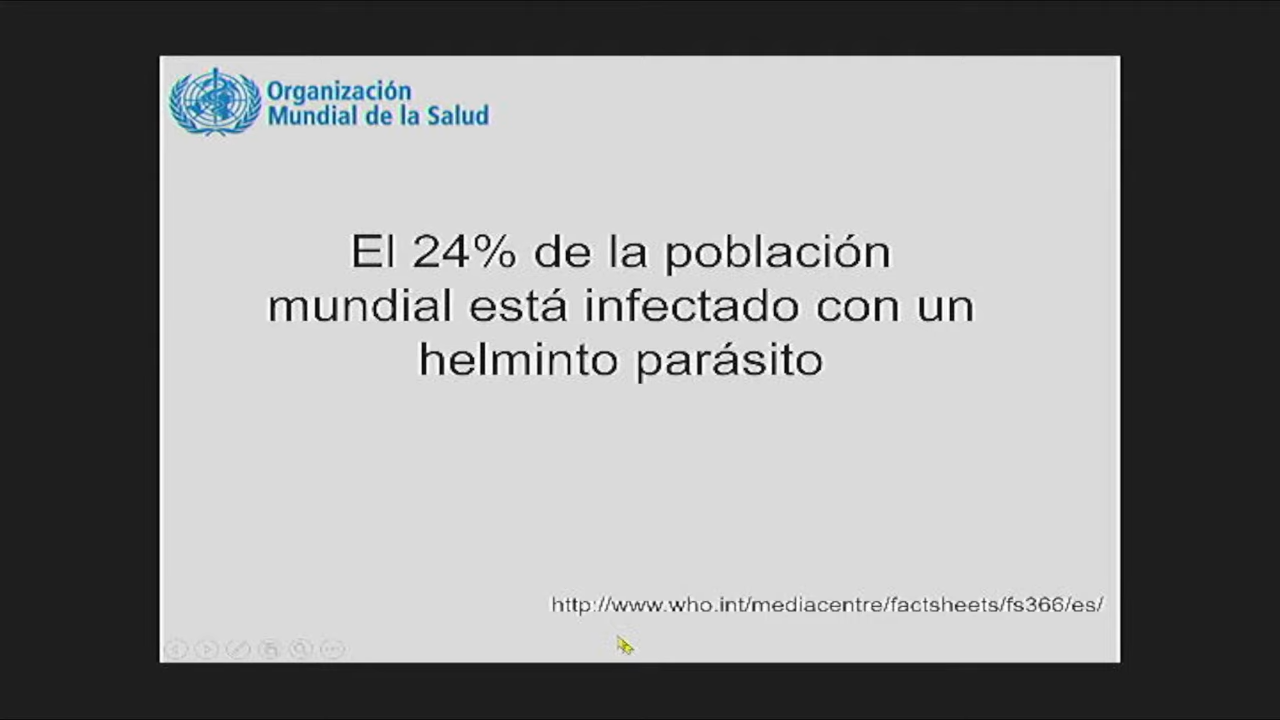 Organización
Mundial de la Salud
El 24% de la población
mundial está infectado con un
helminto parásito
http://www.who.int/mediacentre/factsheets/fs366/es/